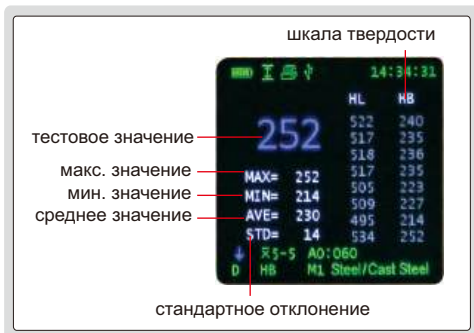 шкала твердости
14:34:31
HL HB
522 240
517 235
518 236
517 235
505 223
509 227
495 214
534 252
тестовое значение
252
макс. значение
MAX= 252
мин. значение
MIN= 214
среднее значение
AVE= 230
STD= 14
x̅5-5 A0:060
D HB M1 Steel/Cast Steel
стандартное отклонение